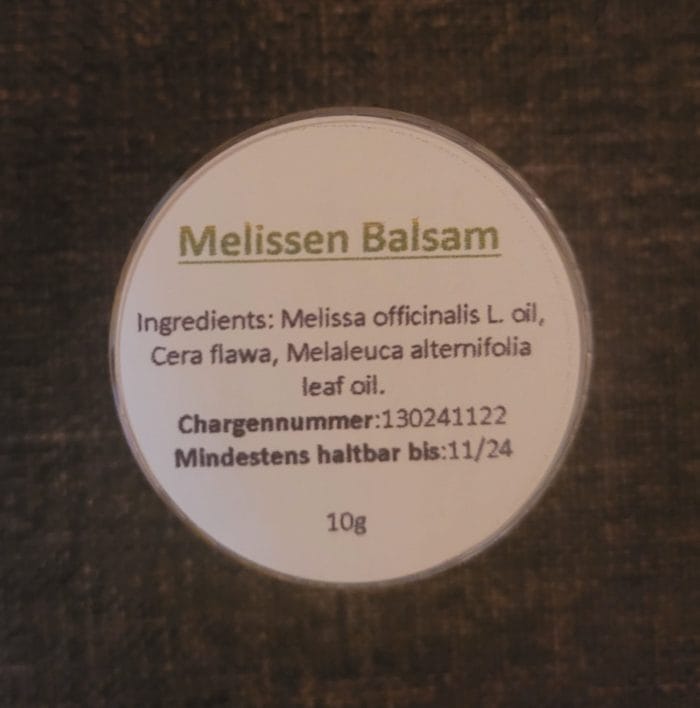 Melissen Balsam
Ingredients: Melissa officinalis L. oil,
Cera flawa, Melaleuca alternifolia
leaf oil.
Chargennummer:130241122
Mindestens haltbar bis:11/24
10g